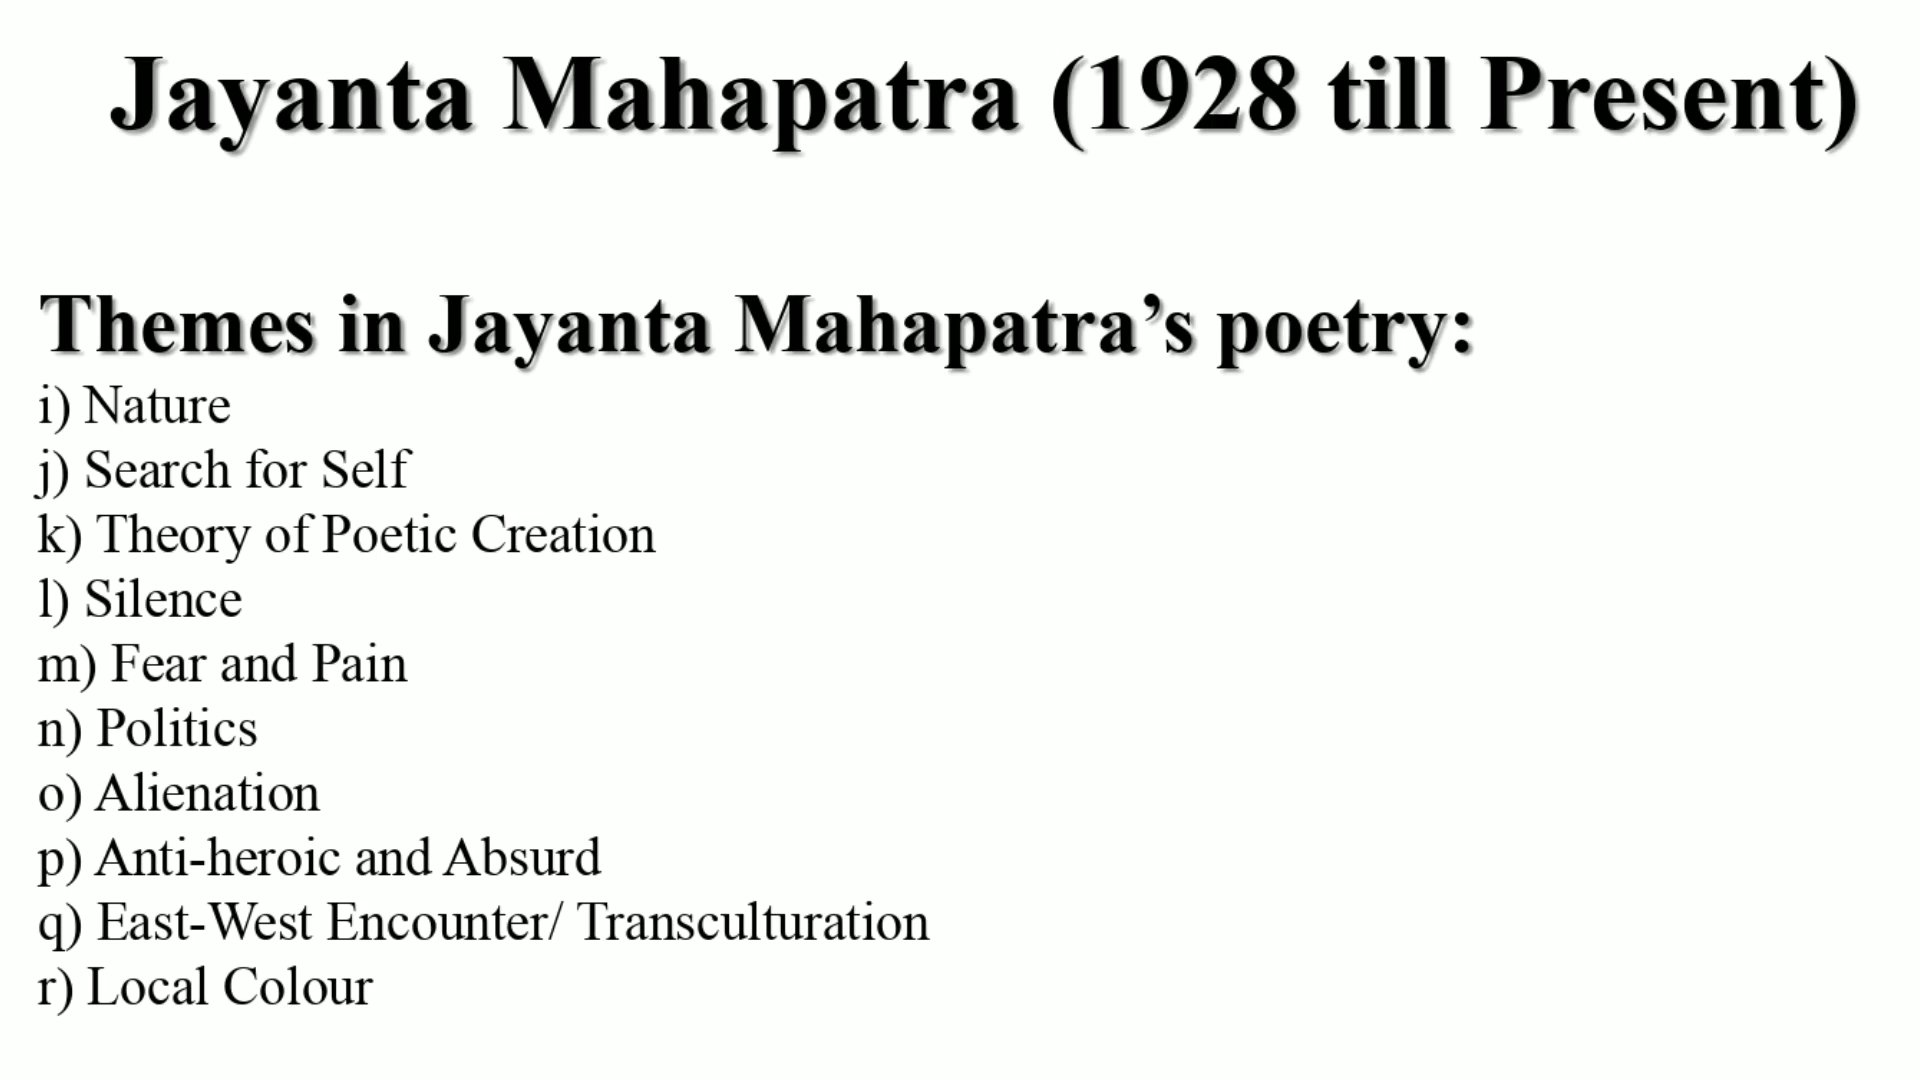 Jayanta Mahapatra (1928 till Present)
Themes in Jayanta Mahapatra’s poetry:
i) Nature
j) Search for Self
k) Theory of Poetic Creation
l) Silence
m) Fear and Pain
n) Politics
o) Alienation
p) Anti-heroic and Absurd
q) East-West Encounter/ Transculturation
r) Local Colour